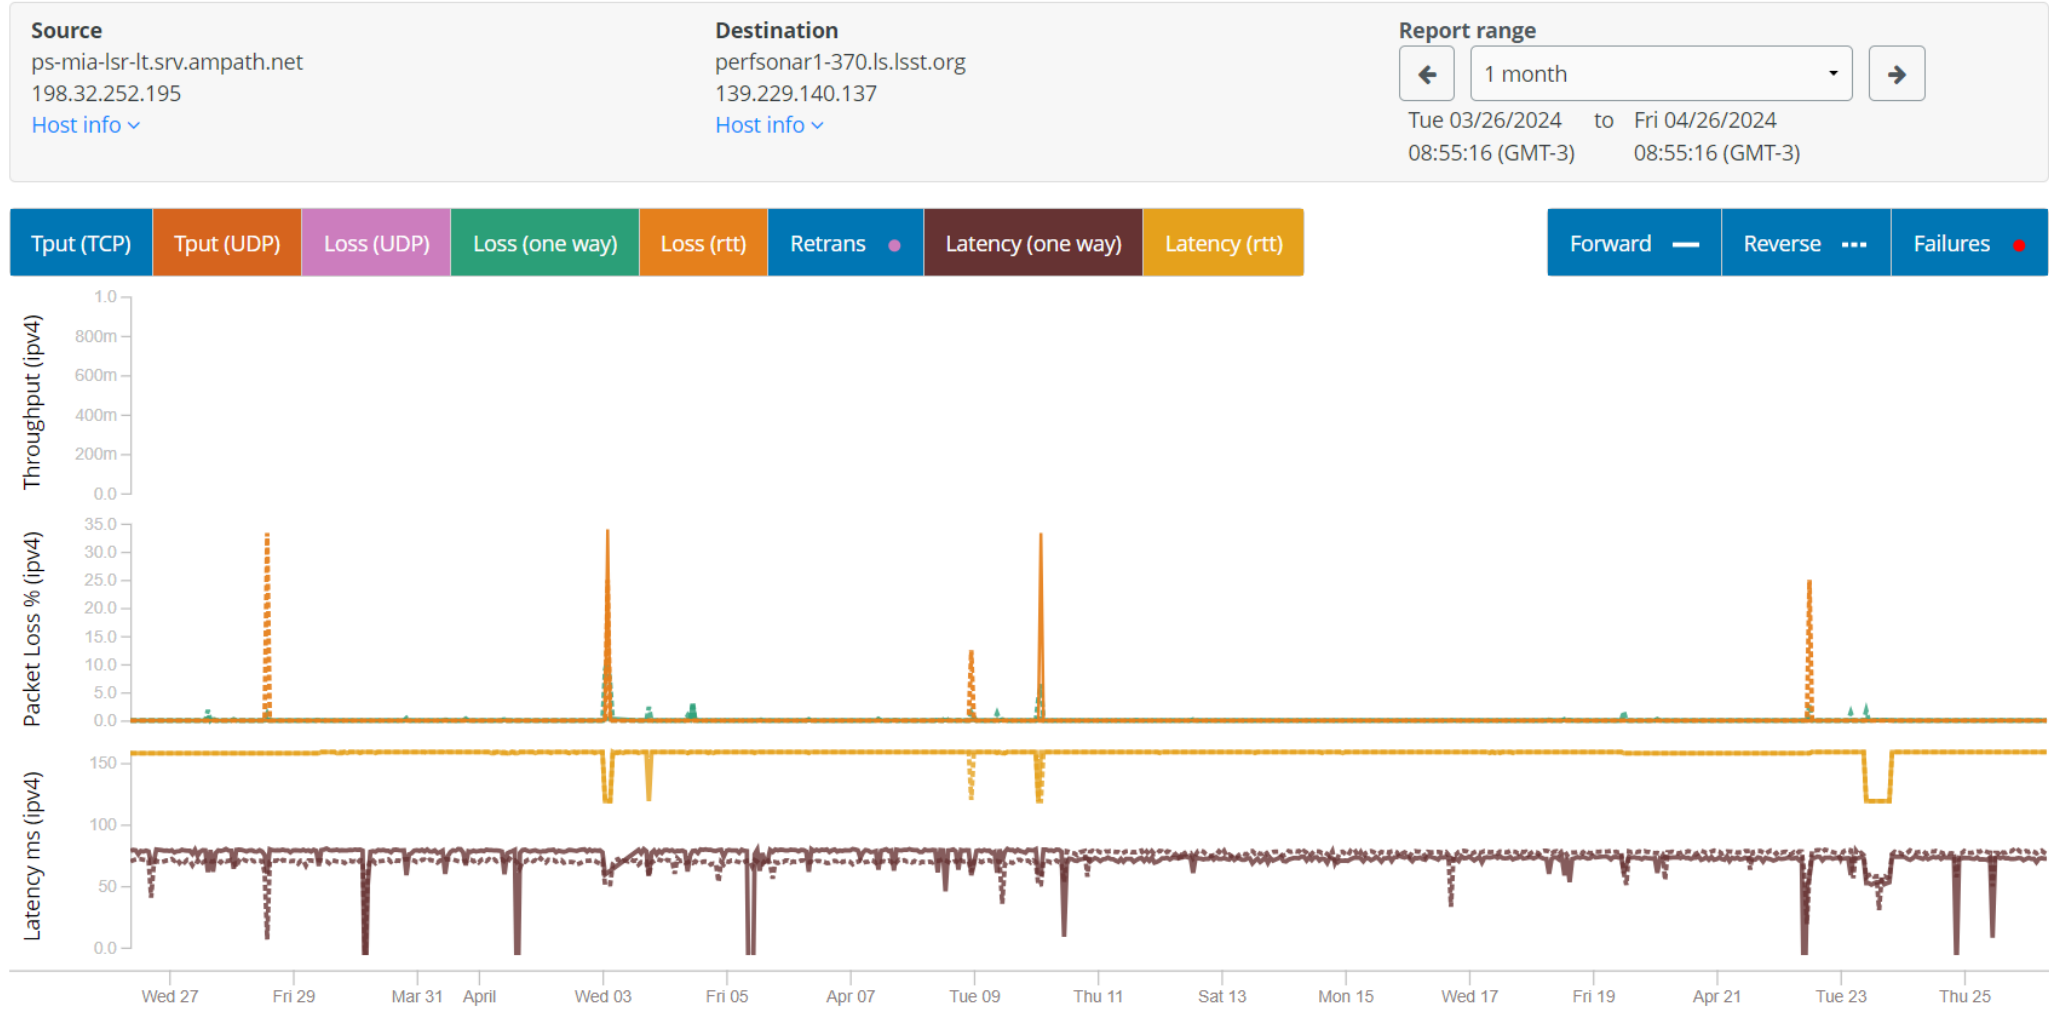 Source
ps-mia-lsr-lt.srv.ampath.net
198.32.252.195
Host info
Destination
perfsonar1-370.ls.lsst.org
139.229.140.137
Host info
Report range
1 month
Tue 03/26/2024 to Fri 04/26/2024
08:55:16 (GMT-3) 08:55:16 (GMT-3)
Tput (TCP) Tput (UDP) Loss (UDP) Loss (one way) Loss (rtt) Retrans Latency (one way) Latency (rtt) Forward Reverse Failures
Throughput (ipv4)
1.0
800m
600m
400m
200m
0.0
Packet Loss % (ipv4)
35.0
30.0
25.0
20.0
15.0
10.0
5.0
0.0
Latency ms (ipv4)
150
100
50
0.0
Wed 27 Fri 29 Mar 31 April Wed 03 Fri 05 Apr 07 Tue 09 Thu 11 Sat 13 Mon 15 Wed 17 Fri 19 Apr 21 Tue 23 Thu 25